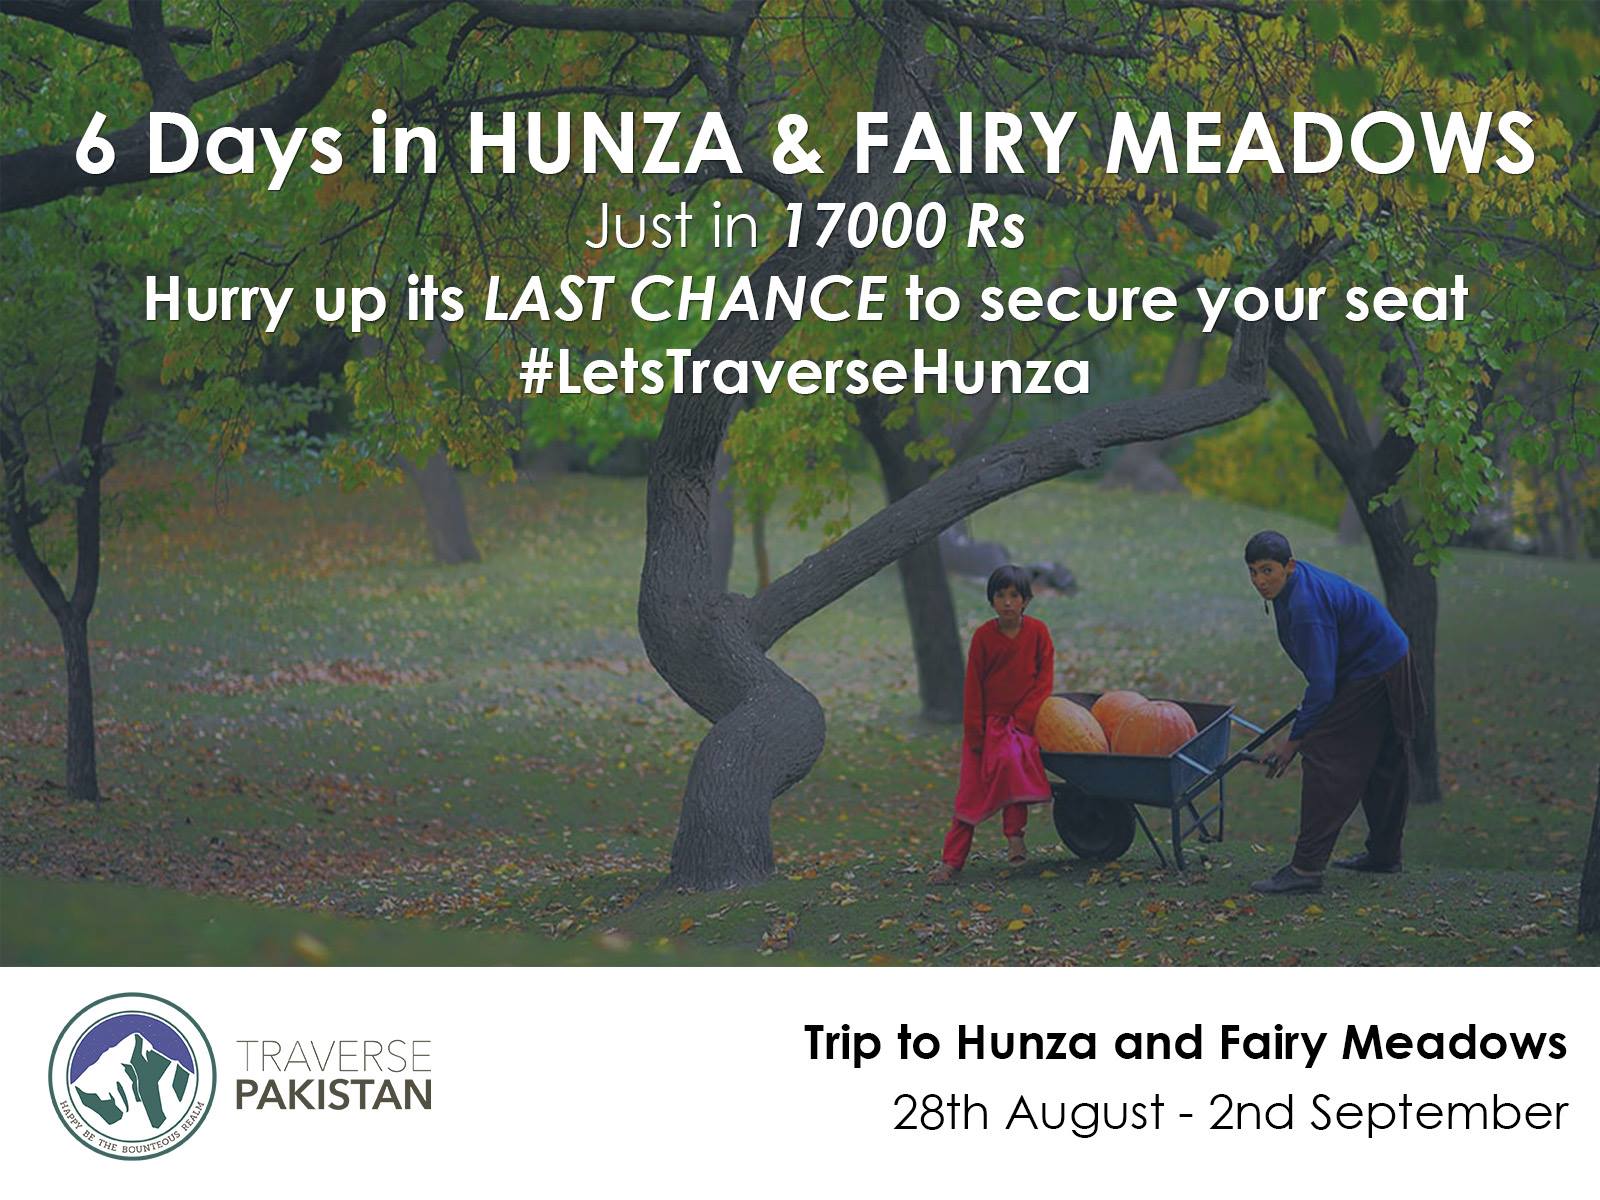 6 Days in HUNZA & FAIRY MEADOWS
Just in 17000 Rs
Hurry up its LAST CHANCE to secure your seat
#LetsTraverseHunza
TRAVERSE
PAKISTAN
HAPPY BE THE BOUNTEOUS REALM
Trip to Hunza and Fairy Meadows
28th August - 2nd September